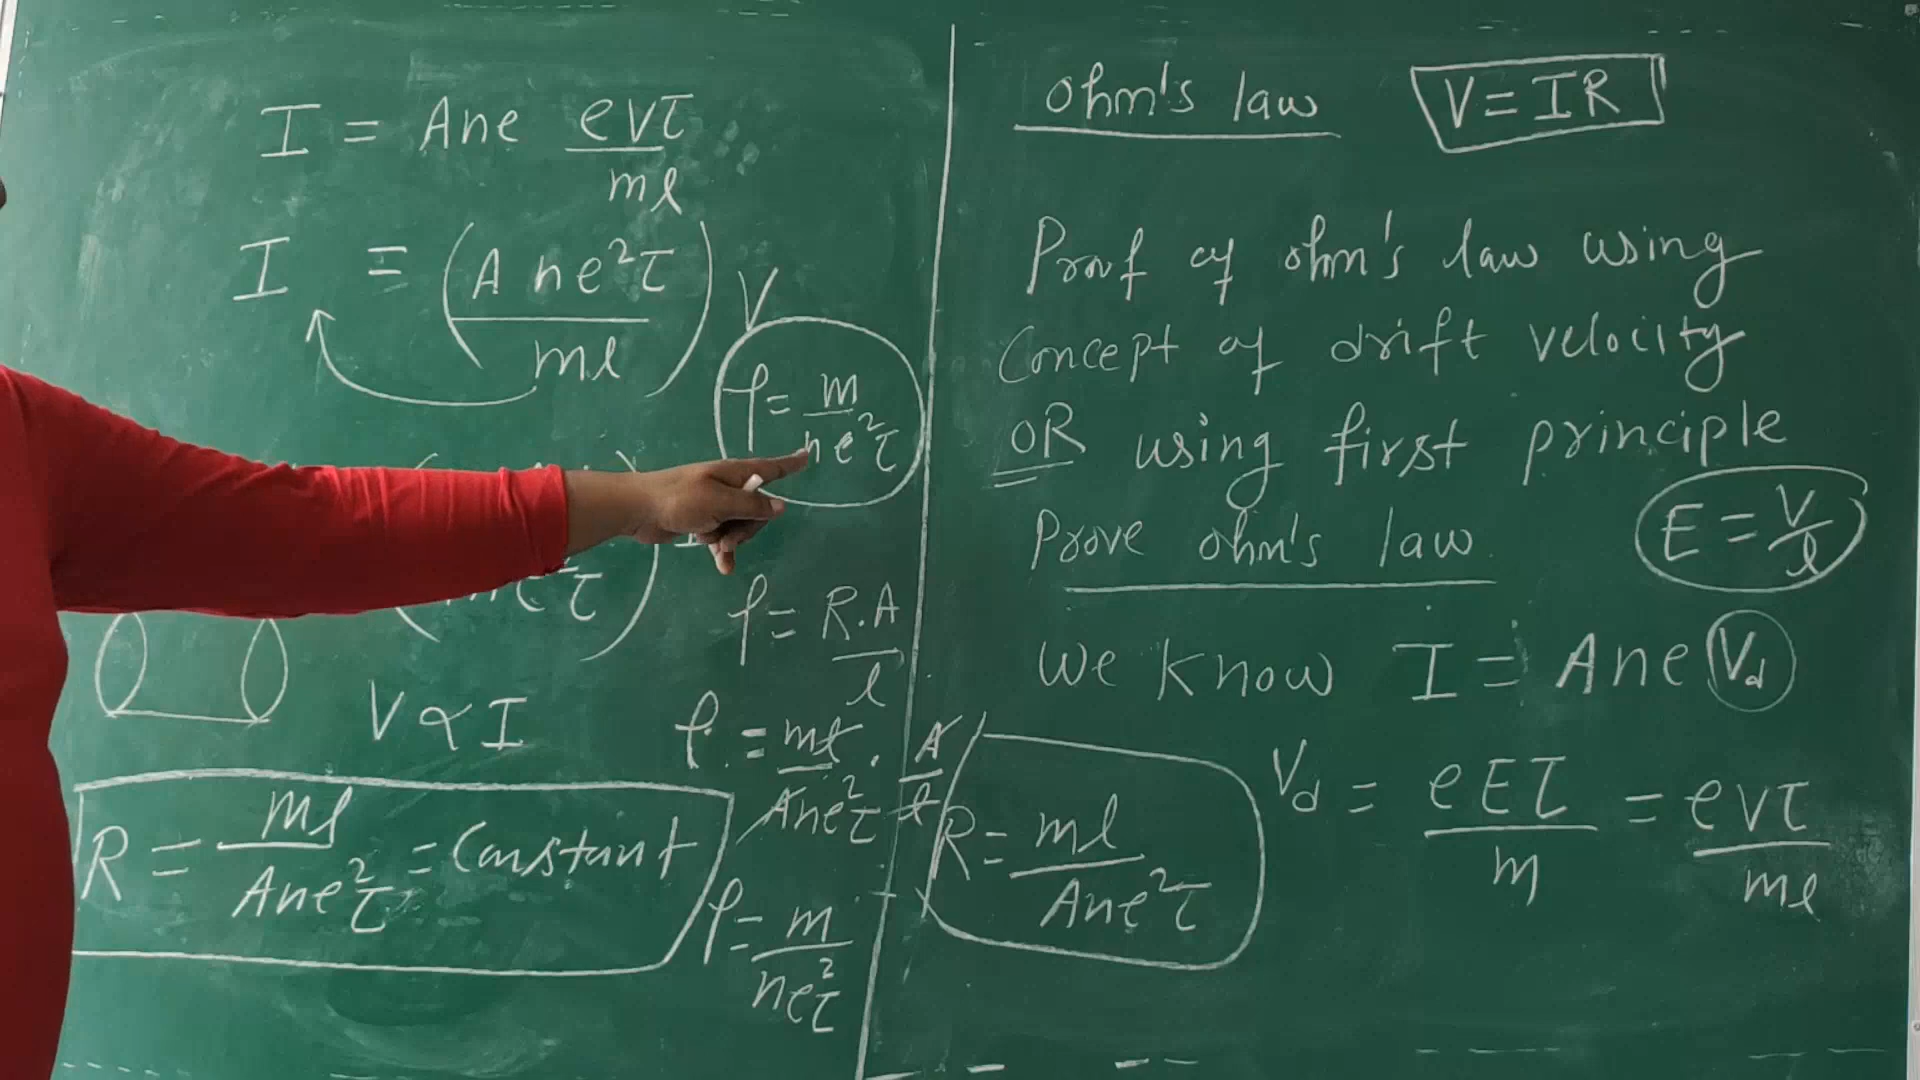 I = Ane eVτ/ml
I = (A ne²τ/ml) V
ρ = m/ne²τ
ρ = R.A/l
V ∝ I
ρ = ml/Ane²τ . A/l
R = ml/Ane²τ = Constant
ρ = m/ne²τ
ohm's law V = IR
Proof of ohm's law using
Concept of drift velocity
OR using first principle
Prove ohm's law
E = V/l
We know I = Ane Vd
Vd = eEτ/m = eVτ/ml
R = ml/Ane²τ